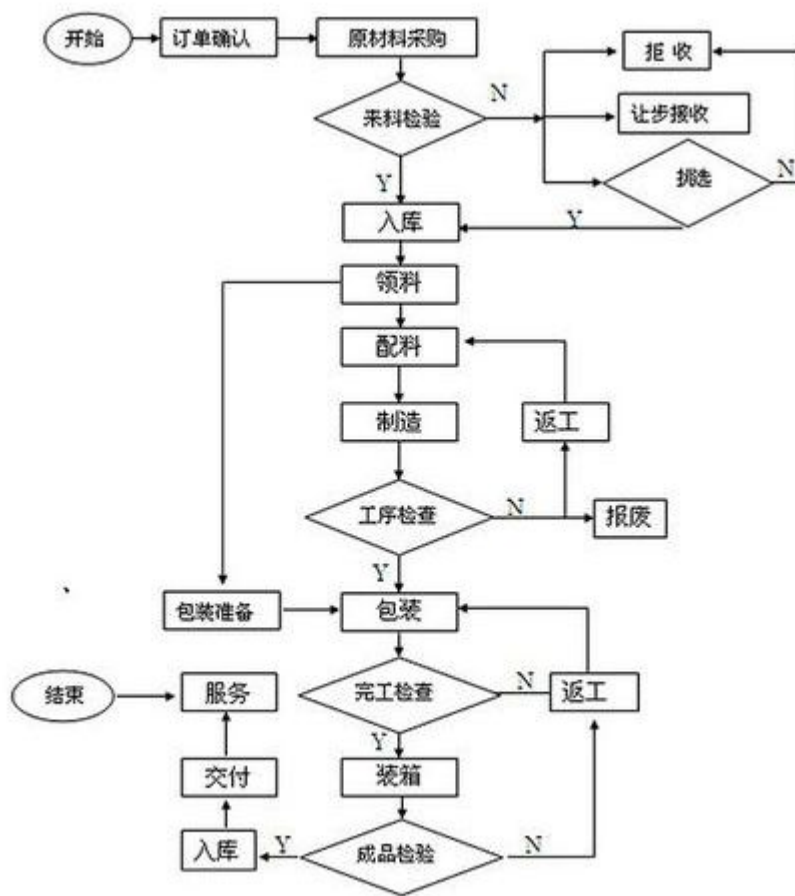 开始
订单确认
原材料采购
拒 收
N
来料检验
让步接收
挑选
N
Y
Y
入库
领料
配料
制造
返工
工序检查
N
报废
Y
包装准备
包装
结束
服务
完工检查
N
返工
Y
交付
装箱
入库
Y
成品检验
N